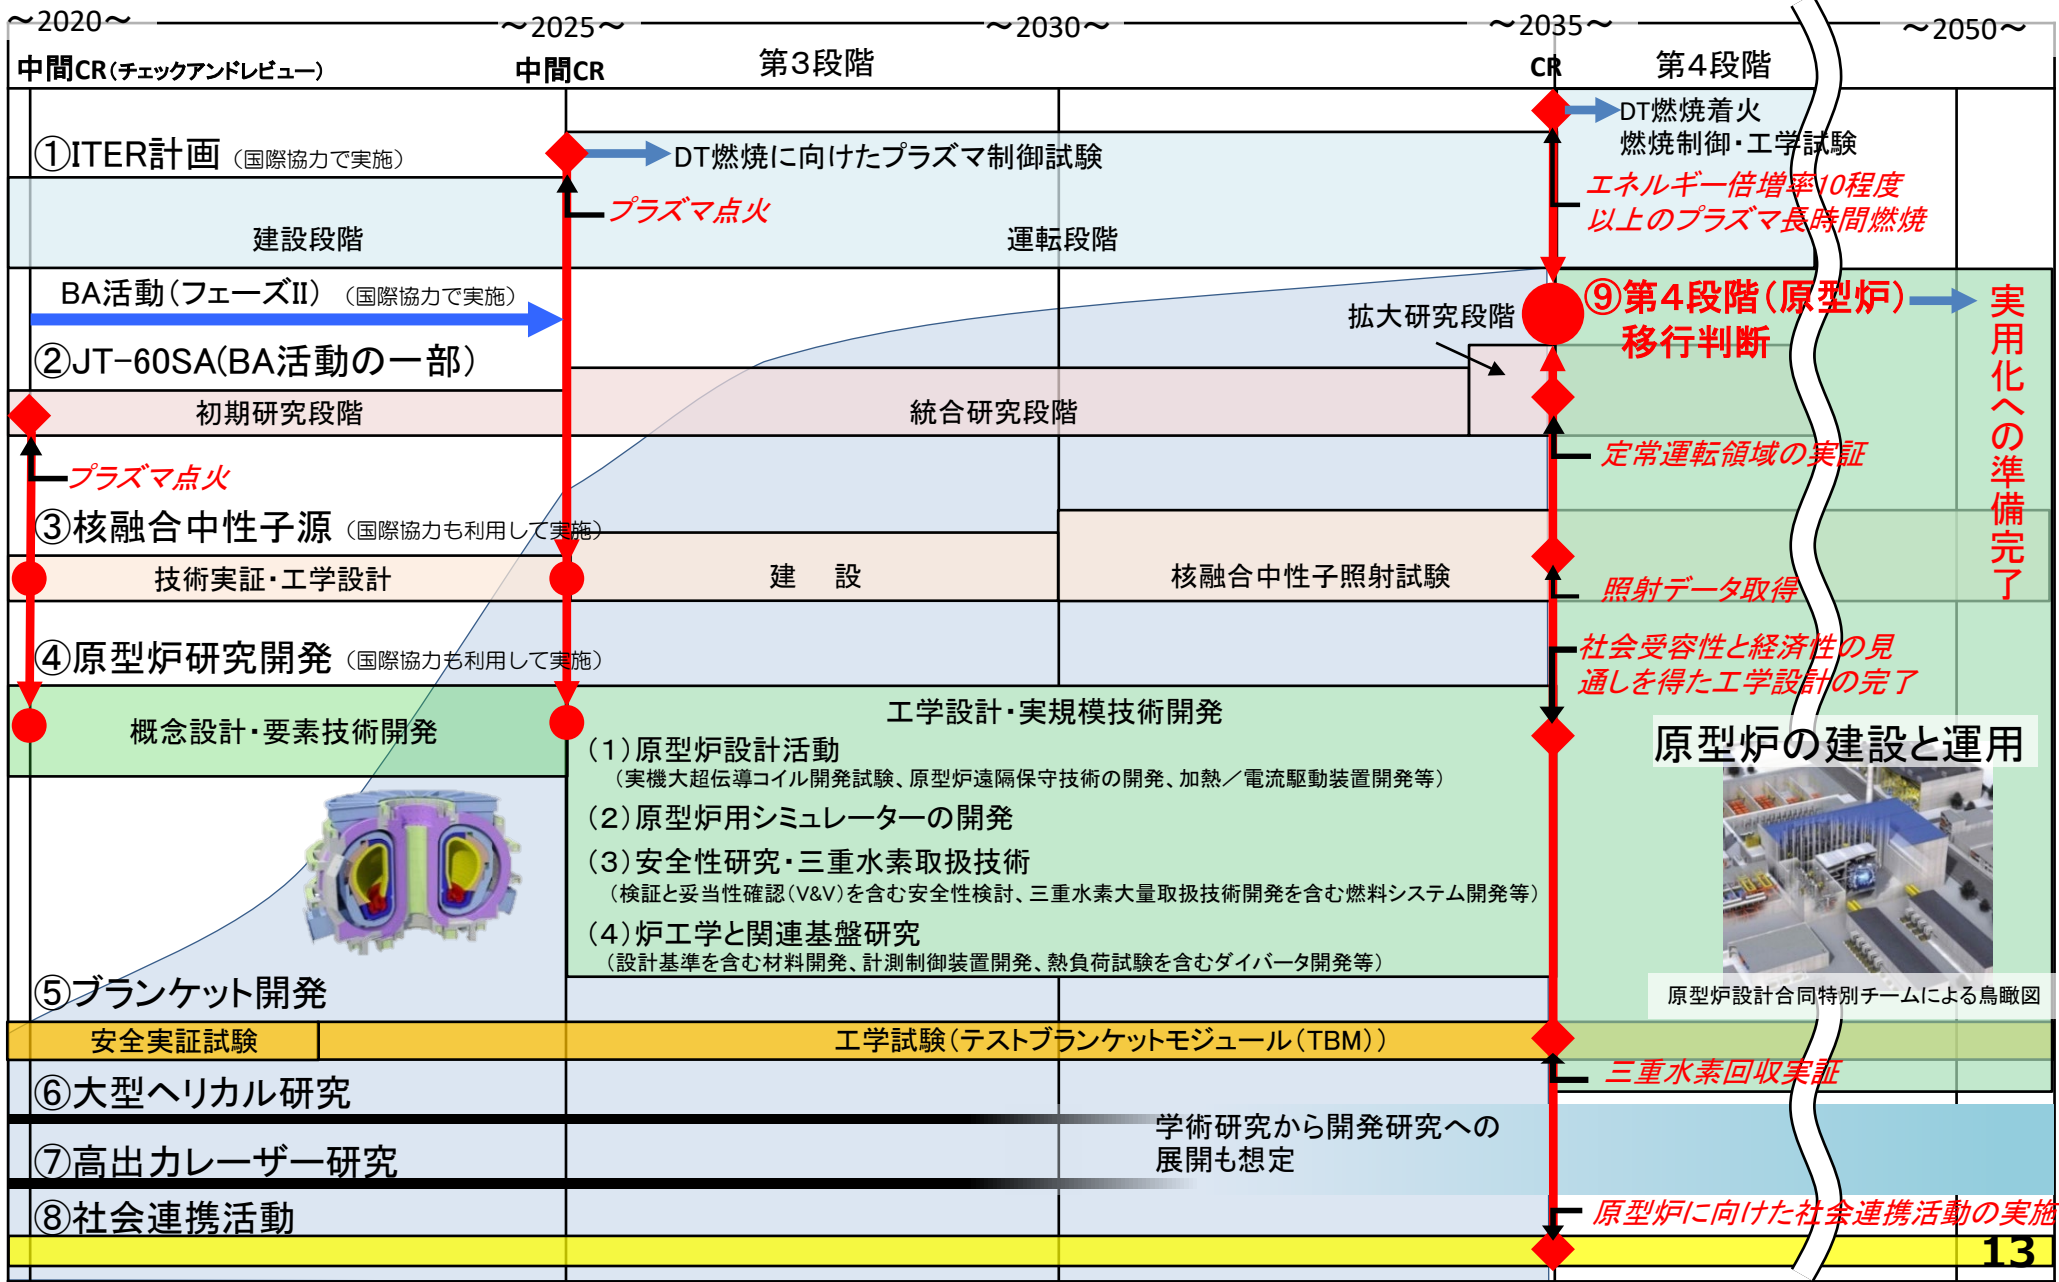 ～2020～
～2025～
～2030～
～2035～
～2050～
中間CR(チェックアンドレビュー)
中間CR
第3段階
CR
第4段階
①ITER計画 (国際協力で実施)
DT燃焼に向けたプラズマ制御試験
DT燃焼着火
燃焼制御・工学試験
プラズマ点火
エネルギー倍増率10程度
以上のプラズマ長時間燃焼
建設段階
運転段階
BA活動(フェーズII) (国際協力で実施)
⑨第4段階(原型炉)
移行判断
実用化への準備完了
拡大研究段階
②JT-60SA(BA活動の一部)
初期研究段階
統合研究段階
定常運転領域の実証
プラズマ点火
③核融合中性子源 (国際協力も利用して実施)
技術実証・工学設計
建　設
核融合中性子照射試験
照射データ取得
④原型炉研究開発 (国際協力も利用して実施)
社会受容性と経済性の見
通しを得た工学設計の完了
概念設計・要素技術開発
工学設計・実規模技術開発
(1)原型炉設計活動
(実機大超伝導コイル開発試験、原型炉遠隔保守技術の開発、加熱／電流駆動装置開発等)
(2)原型炉用シミュレーターの開発
(3)安全性研究・三重水素取扱技術
(検証と妥当性確認(V&V)を含む安全性検討、三重水素大量取扱技術開発を含む燃料システム開発等)
(4)炉工学と関連基盤研究
(設計基準を含む材料開発、計測制御装置開発、熱負荷試験を含むダイバータ開発等)
原型炉の建設と運用
原型炉設計合同特別チームによる鳥瞰図
⑤ブランケット開発
安全実証試験
工学試験(テストブランケットモジュール(TBM))
三重水素回収実証
⑥大型ヘリカル研究
学術研究から開発研究への
展開も想定
⑦高出力レーザー研究
⑧社会連携活動
原型炉に向けた社会連携活動の実施
13